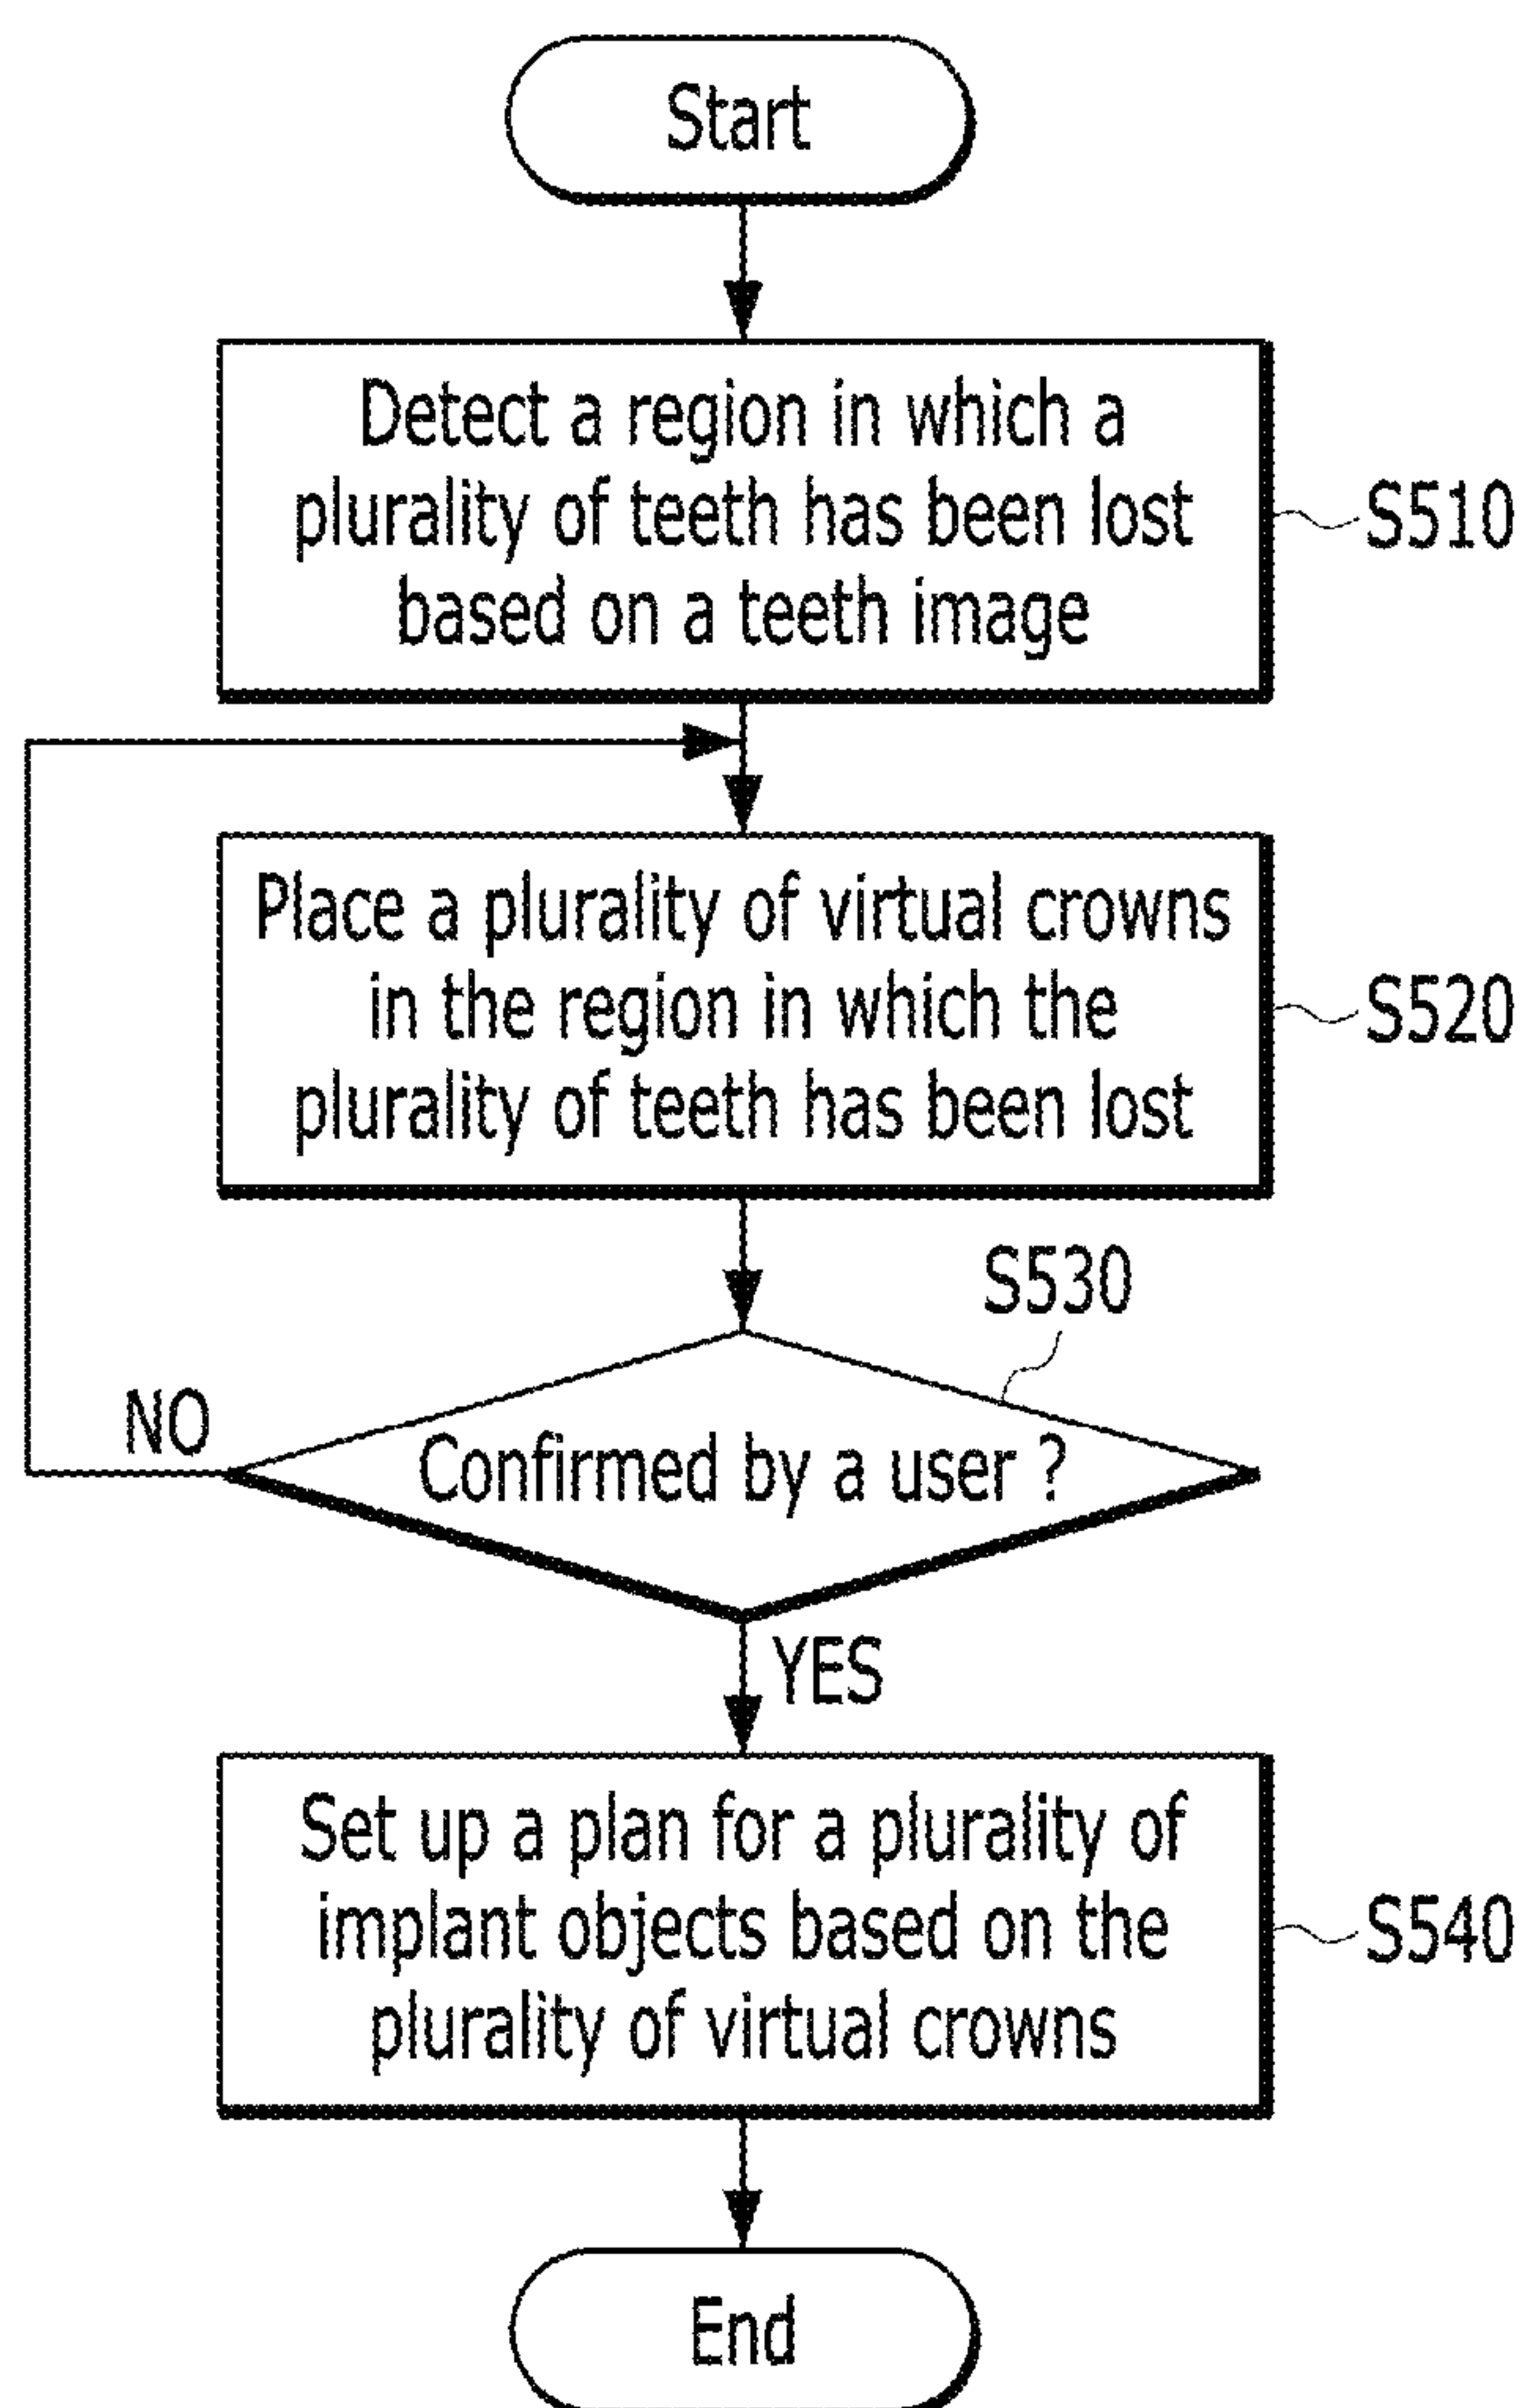 Start
Detect a region in which a
plurality of teeth has been lost
based on a teeth image
S510
Place a plurality of virtual crowns
in the region in which the
plurality of teeth has been lost
S520
S530
NO
Confirmed by a user ?
YES
Set up a plan for a plurality of
implant objects based on the
plurality of virtual crowns
S540
End